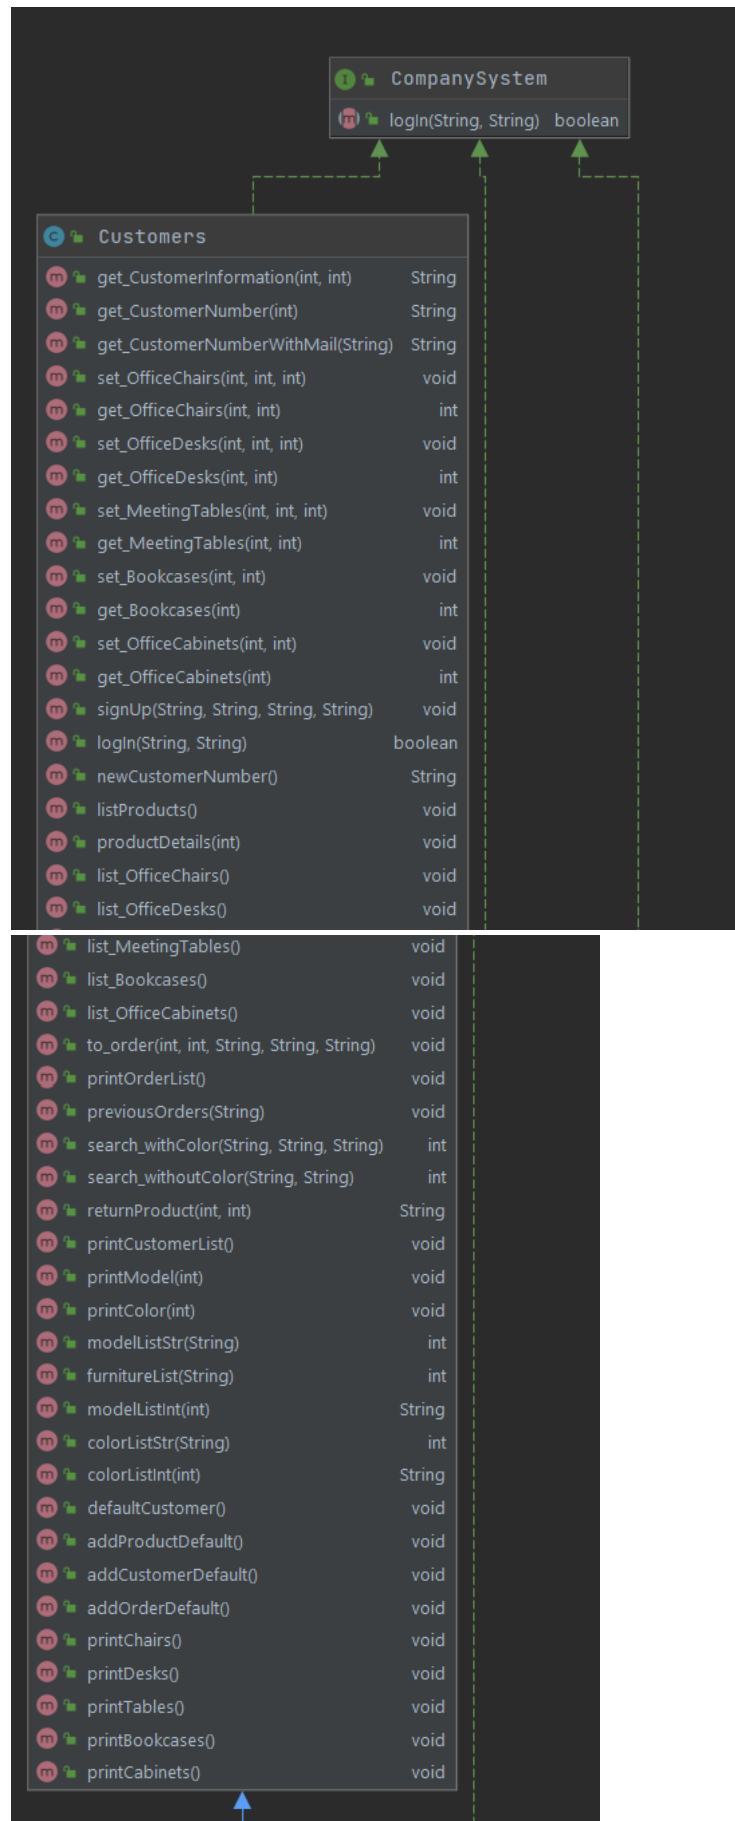 CompanySystem
logIn(String, String) boolean
Customers
get_CustomerInformation(int, int) String
get_CustomerNumber(int) String
get_CustomerNumberWithMail(String) String
set_OfficeChairs(int, int, int) void
get_OfficeChairs(int, int) int
set_OfficeDesks(int, int, int) void
get_OfficeDesks(int, int) int
set_MeetingTables(int, int, int) void
get_MeetingTables(int, int) int
set_Bookcases(int, int) void
get_Bookcases(int) int
set_OfficeCabinets(int, int) void
get_OfficeCabinets(int) int
signUp(String, String, String, String) void
logIn(String, String) boolean
newCustomerNumber() String
listProducts() void
productDetails(int) void
list_OfficeChairs() void
list_OfficeDesks() void
list_MeetingTables() void
list_Bookcases() void
list_OfficeCabinets() void
to_order(int, int, String, String, String) void
printOrderList() void
previousOrders(String) void
search_withColor(String, String, String) int
search_withoutColor(String, String) int
returnProduct(int, int) String
printCustomerList() void
printModel(int) void
printColor(int) void
modelListStr(String) int
furnitureList(String) int
modelListInt(int) String
colorListStr(String) int
colorListInt(int) String
defaultCustomer() void
addProductDefault() void
addCustomerDefault() void
addOrderDefault() void
printChairs() void
printDesks() void
printTables() void
printBookcases() void
printCabinets() void